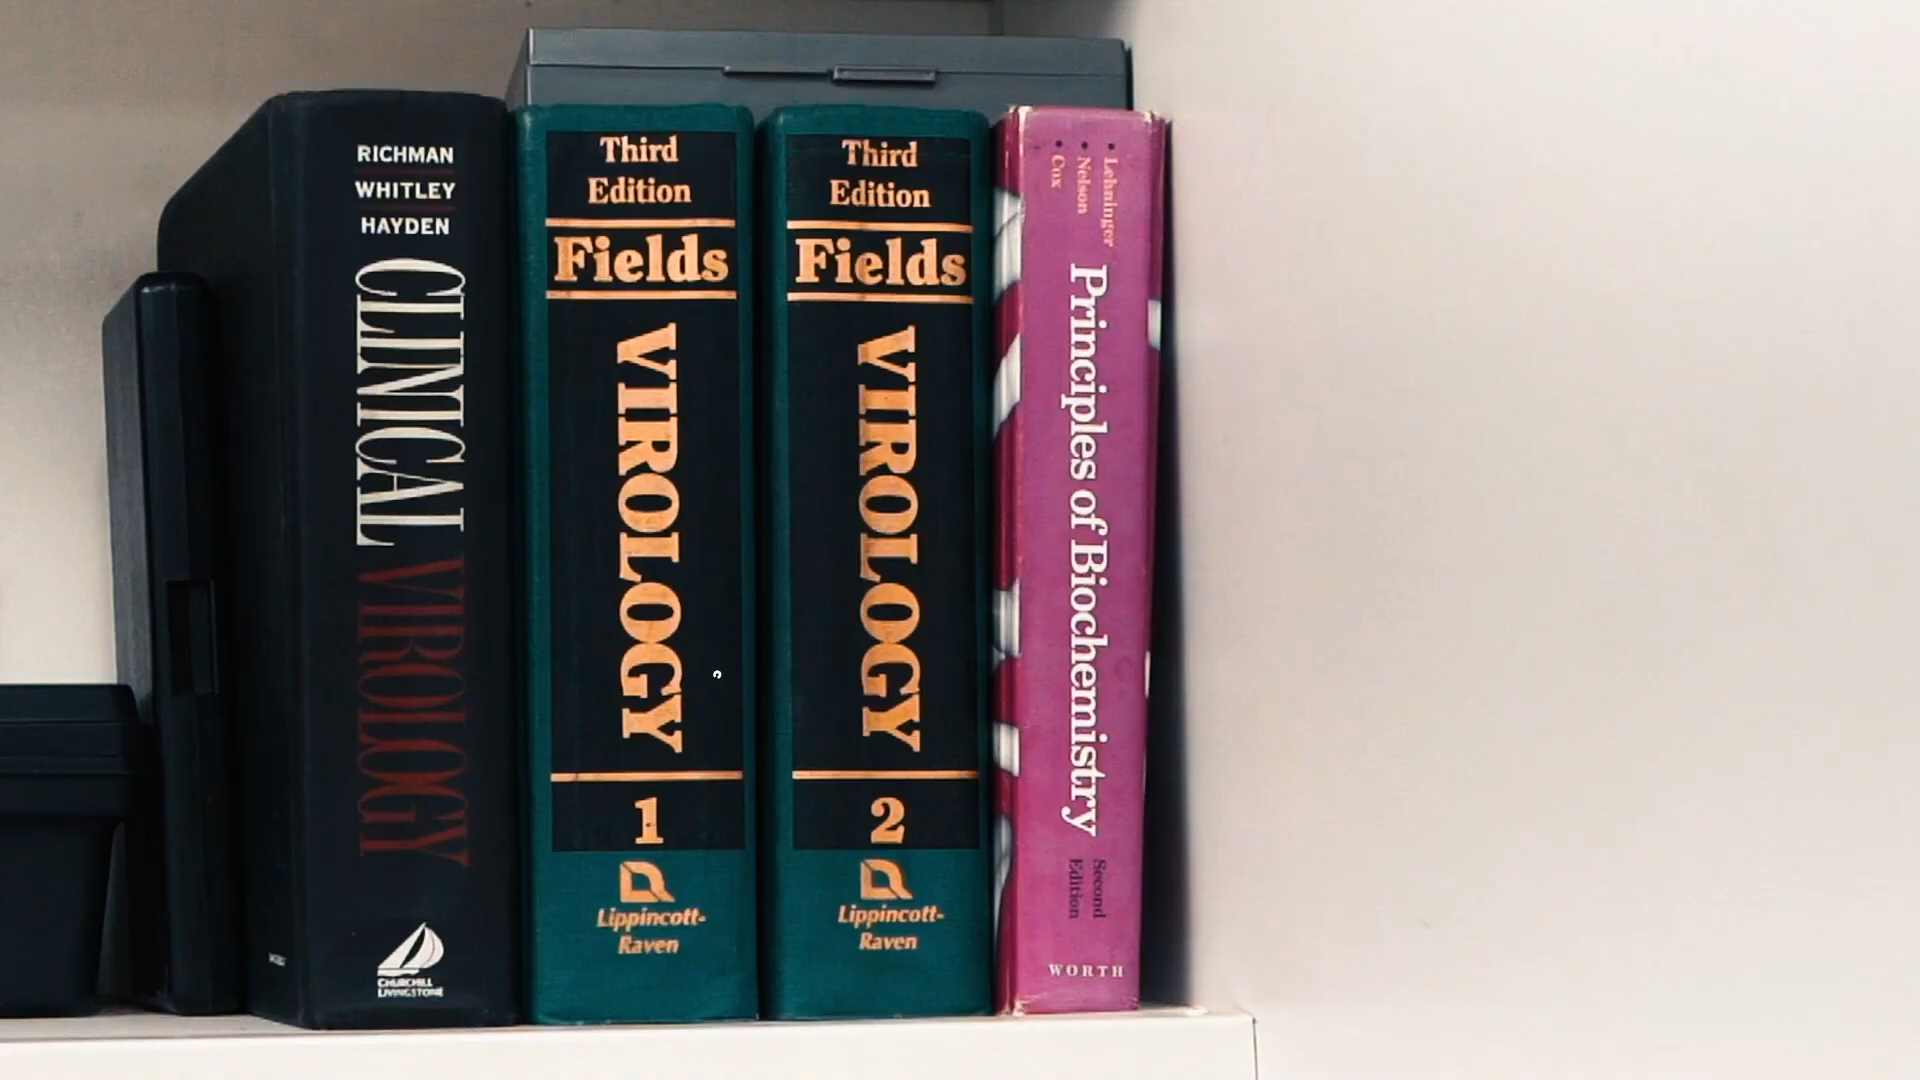 RICHMAN
WHITLEY
HAYDEN
CLINICAL VIROLOGY
CHURCHILL
LIVINGSTONE
Third
Edition
Fields
VIROLOGY
1
Lippincott-
Raven
Third
Edition
Fields
VIROLOGY
2
Lippincott-
Raven
• Lehninger
• Nelson
• Cox
Principles of Biochemistry
Second
Edition
WORTH